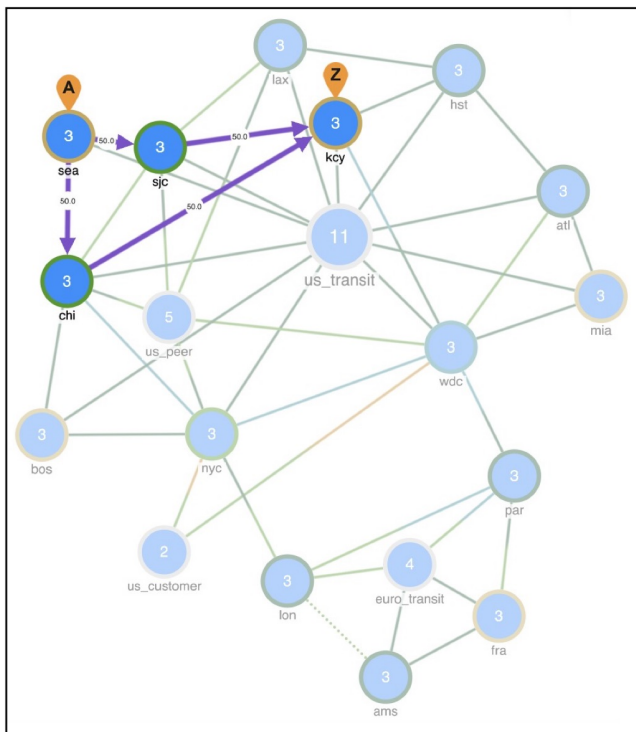 3
lax
A
Z
3
hst
3
sea
50.0
3
sjc
50.0
3
kcy
50.0
50.0
3
atl
11
us_transit
3
chi
5
us_peer
3
mia
3
wdc
3
bos
3
nyc
3
par
2
us_customer
3
lon
4
euro_transit
3
fra
3
ams